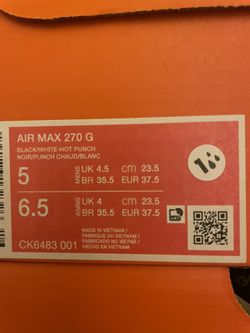 AIR MAX 270 G
BLACK/WHITE-HOT PUNCH
NOIR/PUNCH CHAUD/BLANC
5 MENS UK 4.5 cm 23.5
BR 35.5 EUR 37.5
6.5 WMNS UK 4 cm 23.5
BR 35.5 EUR 37.5
CK6483 001
MADE IN VIETNAM /
FABRIQUE AU VIETNAM /
FABRICADO NO VIETNÃ /
HECHO EN VIETNAM